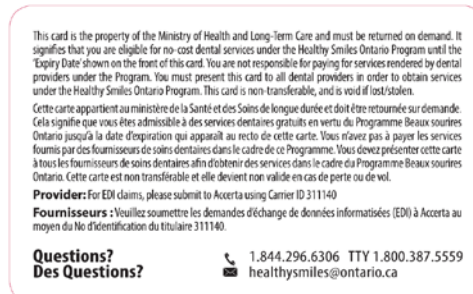 This card is the property of the Ministry of Health and Long-Term Care and must be returned on demand. It
signifies that you are eligible for no-cost dental services under the Healthy Smiles Ontario Program until the
'Expiry Date' shown on the front of this card. You are not responsible for paying for services rendered by dental
providers under the Program. You must present this card to all dental providers in order to obtain services
under the Healthy Smiles Ontario Program. This card is non-transferable, and is void if lost/stolen.
Cette carte appartient au ministère de la Santé et des Soins de longue durée et doit être retournée sur demande.
Cela signifie que vous êtes admissible à des services dentaires gratuits en vertu du Programme Beaux sourires
Ontario jusqu'à la date d'expiration qui apparaît au recto de cette carte. Vous n'avez pas à payer les services
fournis par des fournisseurs de soins dentaires dans le cadre de ce Programme. Vous devez présenter cette carte
à tous les fournisseurs de soins dentaires afin d'obtenir des services dans le cadre du Programme Beaux sourires
Ontario. Cette carte est non transférable et elle devient non valide en cas de perte ou de vol.
Provider: For EDI claims, please submit to Accerta using Carrier ID 311140
Fournisseurs : Veuillez soumettre les demandes d'échange de données informatisées (EDI) à Accerta au
moyen du No d'identification du titulaire 311140.
Questions?
Des Questions?
1.844.296.6306 TTY 1.800.387.5559
healthysmiles@ontario.ca